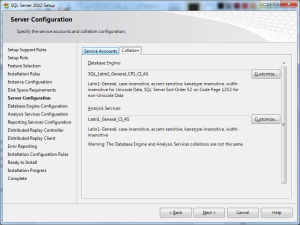 SQL Server 2012 Setup
Server Configuration
Specify the service accounts and collation configuration.
Setup Support Rules
Setup Role
Feature Selection
Installation Rules
Instance Configuration
Disk Space Requirements
Server Configuration
Database Engine Configuration
Analysis Services Configuration
Reporting Services Configuration
Distributed Replay Controller
Distributed Replay Client
Error Reporting
Installation Configuration Rules
Ready to Install
Installation Progress
Complete
Service Accounts
Collation
Database Engine:
SQL_Latin1_General_CP1_CI_AS
Customize...
Latin1-General, case-insensitive, accent-sensitive, kanatype-insensitive, width-
insensitive for Unicode Data, SQL Server Sort Order 52 on Code Page 1252 for
non-Unicode Data
Analysis Services:
Latin1_General_CI_AS
Customize...
Latin1-General, case-insensitive, accent-sensitive, kanatype-insensitive, width-
insensitive
Warning: The Database Engine and Analysis Services collations are not the same.
< Back
Next >
Cancel
Help